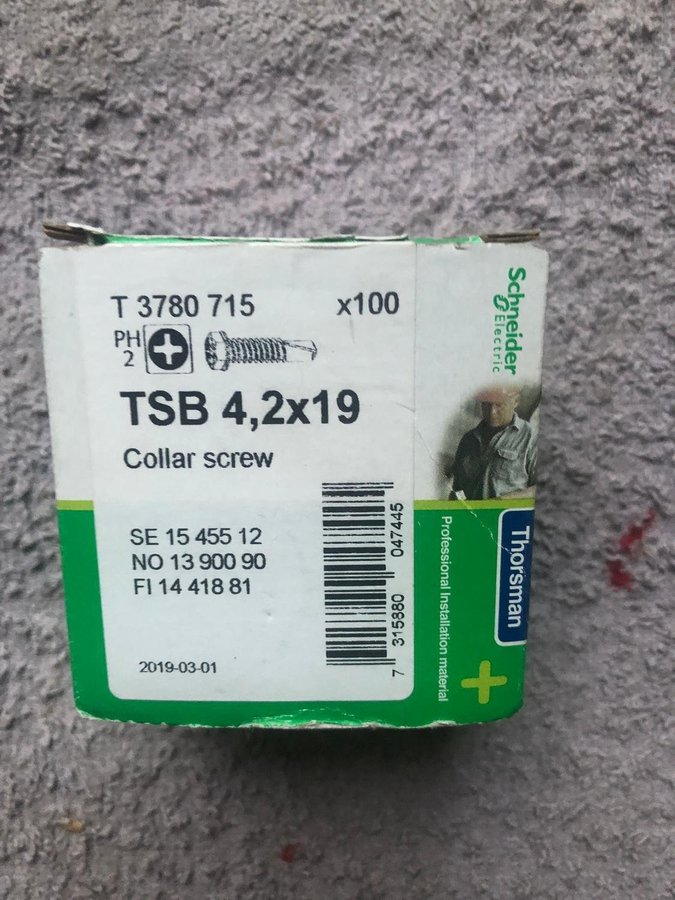 T 3780 715
x100
PH
2
TSB 4,2x19
Collar screw
SE 15 455 12
NO 13 900 90
FI 14 418 81
2019-03-01
7 315880 047445
Schneider
Electric
Thorsman
Professional Installation material